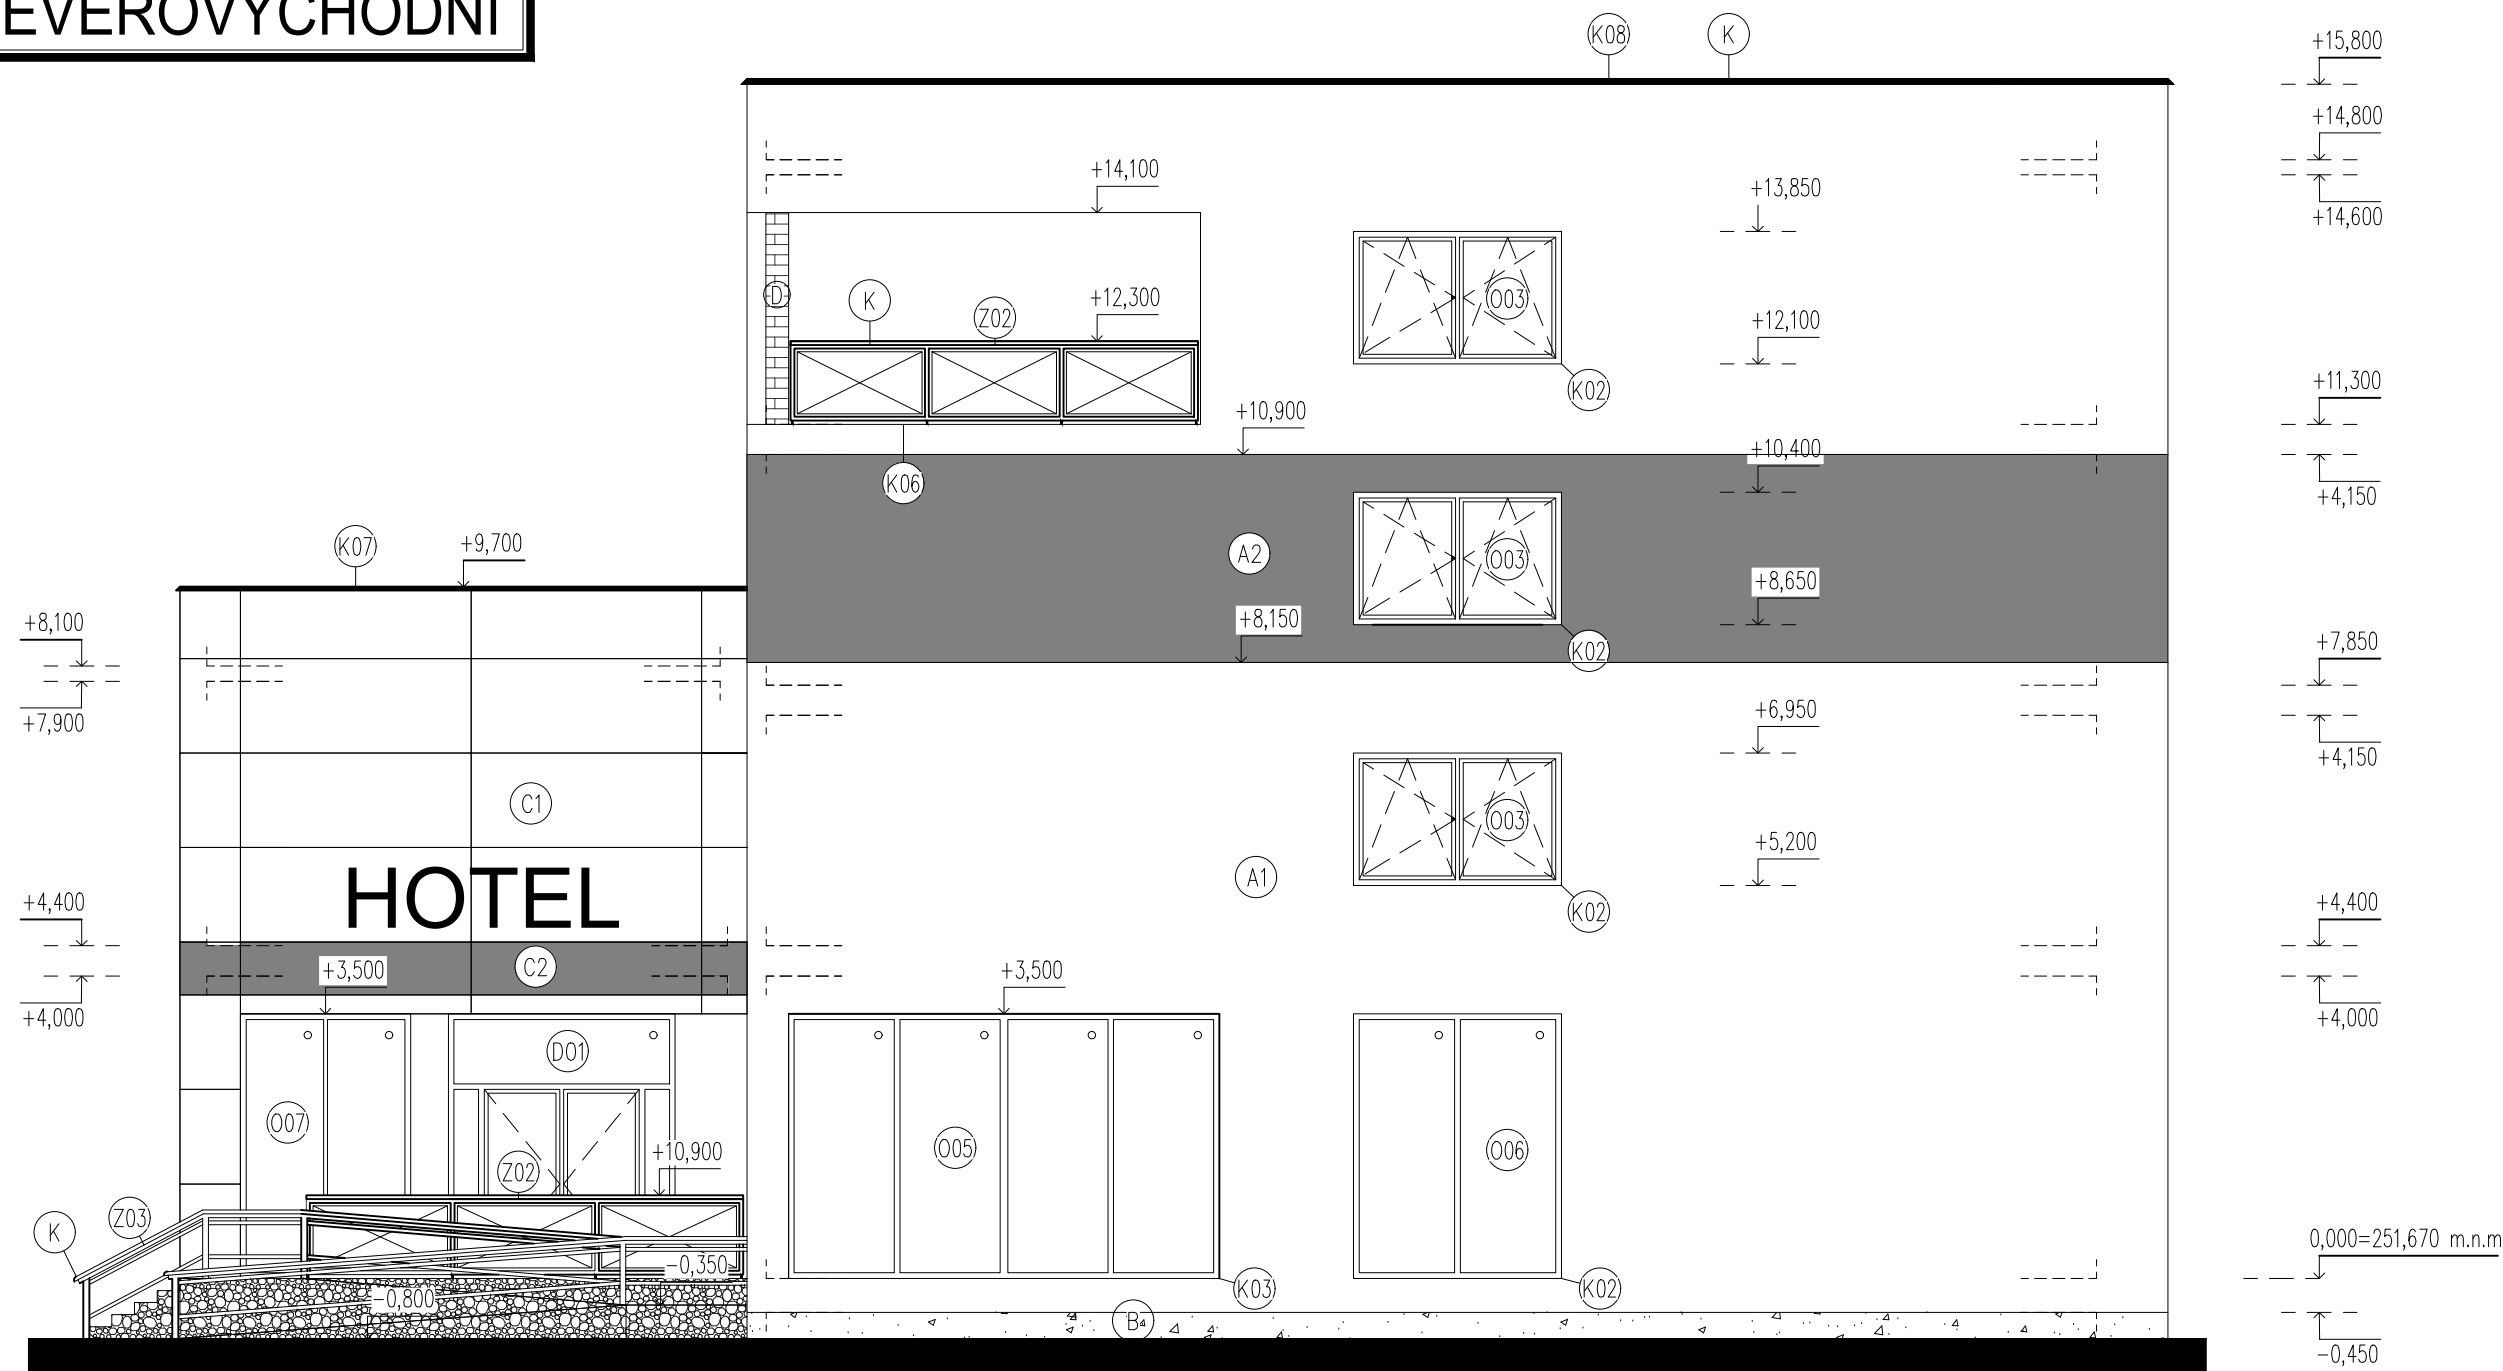 EVEROVÝCHODNÍ
K08
K
+15,800
+14,800
+14,600
+14,100
+13,850
D
K
Z02
+12,300
O03
+12,100
K02
+11,300
+10,900
+10,400
K06
+4,150
K07
+9,700
A2
O03
+8,650
+8,150
K02
+8,100
+7,900
+7,850
+6,950
+4,150
C1
O03
+5,200
A1
K02
HOTEL
+4,400
+4,400
C2
+3,500
+3,500
+4,000
+4,000
D01
O07
O05
O06
+10,900
Z02
Z03
K
-0,350
-0,800
K03
K02
B
0,000=251,670 m.n.m
-0,450